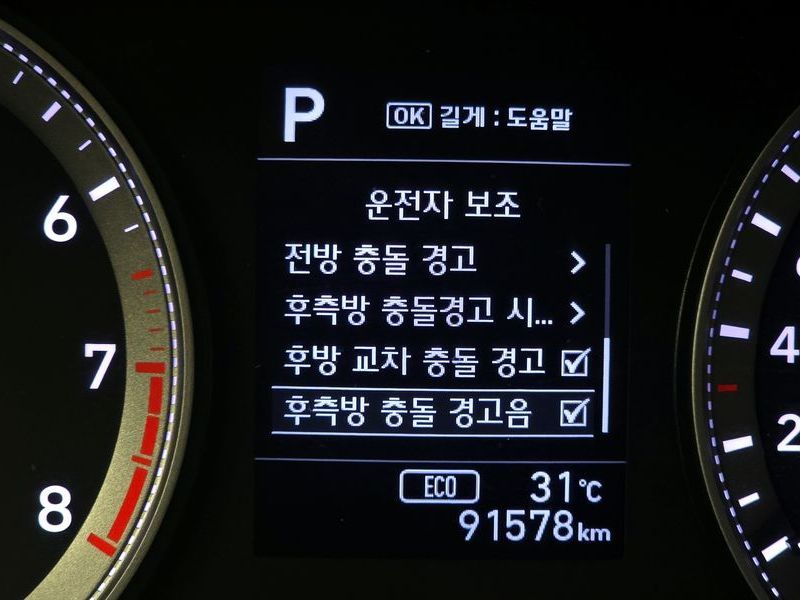 P
OK 길게 : 도움말
운전자 보조
전방 충돌 경고 >
후측방 충돌경고 시... >
후방 교차 충돌 경고 ☑
후측방 충돌 경고음 ☑
ECO 31℃
91578km
6
7
8
4
2